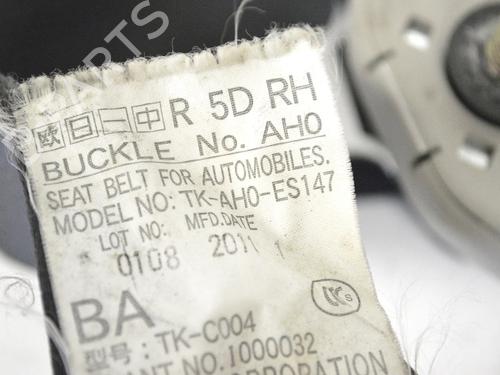 PARTS
欧 日 一 中 R 5D RH
BUCKLE No. AH0
SEAT BELT FOR AUTOMOBILES.
MODEL NO: TK-AH0-ES147
LOT NO: MFD.DATE
0108 2011 1
BA
型号: TK-C004
NO. 1000032